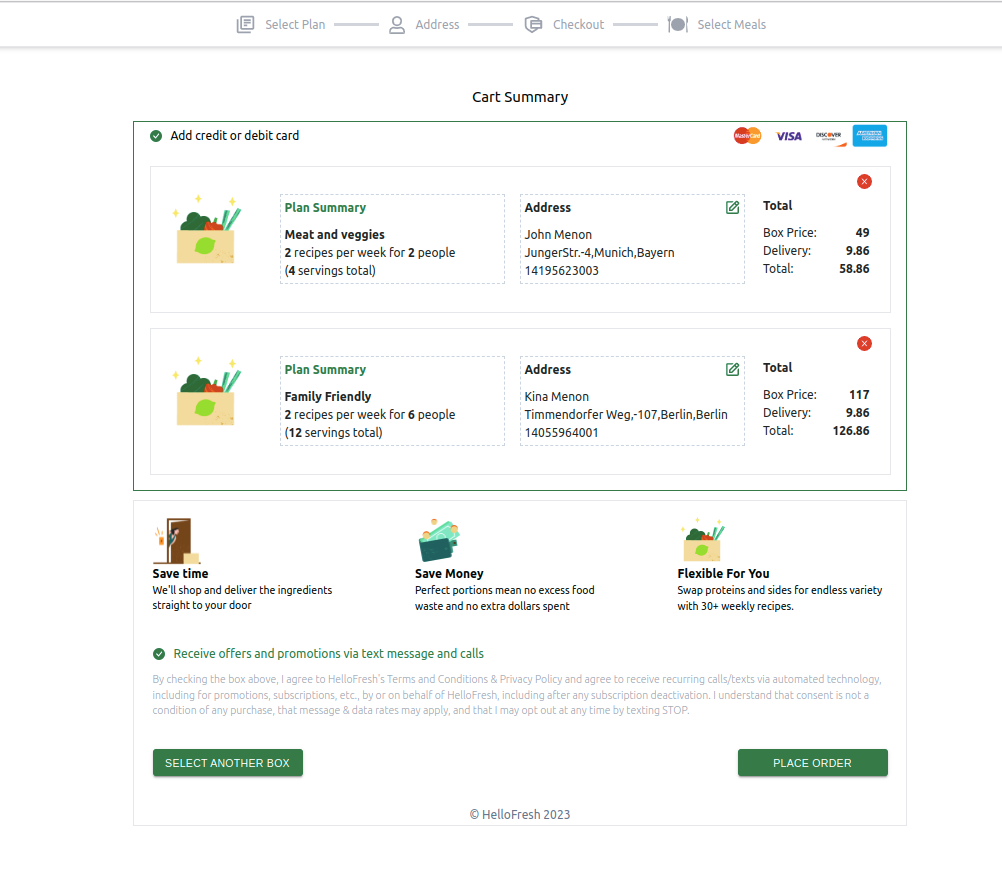 Select Plan Address Checkout Select Meals
Cart Summary
Add credit or debit card
MasterCard VISA DISCOVER
Plan Summary
Meat and veggies
2 recipes per week for 2 people
(4 servings total)
Address
John Menon
JungerStr.-4,Munich,Bayern
14195623003
Total
Box Price: 49
Delivery: 9.86
Total: 58.86
Plan Summary
Family Friendly
2 recipes per week for 6 people
(12 servings total)
Address
Kina Menon
Timmendorfer Weg,-107,Berlin,Berlin
14055964001
Total
Box Price: 117
Delivery: 9.86
Total: 126.86
Save time
We'll shop and deliver the ingredients
straight to your door
Save Money
Perfect portions mean no excess food
waste and no extra dollars spent
Flexible For You
Swap proteins and sides for endless variety
with 30+ weekly recipes.
Receive offers and promotions via text message and calls
By checking the box above, I agree to HelloFresh's Terms and Conditions & Privacy Policy and agree to receive recurring calls/texts via automated technology,
including for promotions, subscriptions, etc., by or on behalf of HelloFresh, including after any subscription deactivation. I understand that consent is not a
condition of any purchase, that message & data rates may apply, and that I may opt out at any time by texting STOP.
SELECT ANOTHER BOX
PLACE ORDER
© HelloFresh 2023